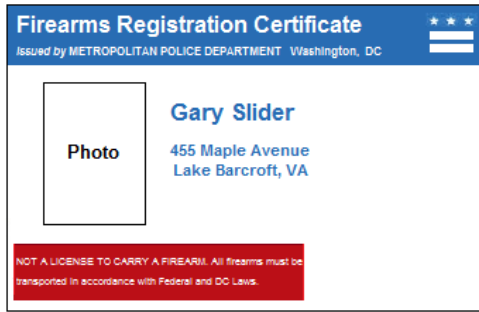 Firearms Registration Certificate
Issued by METROPOLITAN POLICE DEPARTMENT Washington, DC
Photo
Gary Slider
455 Maple Avenue
Lake Barcroft, VA
NOT A LICENSE TO CARRY A FIREARM. All firearms must be
transported in accordance with Federal and DC Laws.